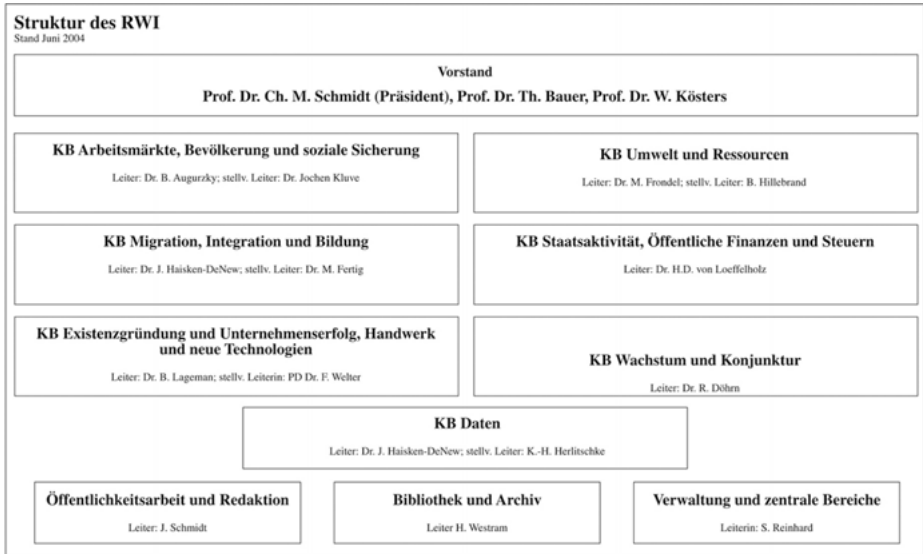 Struktur des RWI
Stand Juni 2004
Vorstand
Prof. Dr. Ch. M. Schmidt (Präsident), Prof. Dr. Th. Bauer, Prof. Dr. W. Kösters
KB Arbeitsmärkte, Bevölkerung und soziale Sicherung
Leiter: Dr. B. Augurzky; stellv. Leiter: Dr. Jochen Kluve
KB Umwelt und Ressourcen
Leiter: Dr. M. Frondel; stellv. Leiter: B. Hillebrand
KB Migration, Integration und Bildung
Leiter: Dr. J. Haisken-DeNew; stellv. Leiter: Dr. M. Fertig
KB Staatsaktivität, Öffentliche Finanzen und Steuern
Leiter: Dr. H.D. von Loeffelholz
KB Existenzgründung und Unternehmenserfolg, Handwerk
und neue Technologien
Leiter: Dr. B. Lageman; stellv. Leiterin: PD Dr. F. Welter
KB Wachstum und Konjunktur
Leiter: Dr. R. Döhrn
KB Daten
Leiter: Dr. J. Haisken-DeNew; stellv. Leiter: K.-H. Herlitschke
Öffentlichkeitsarbeit und Redaktion
Leiter: J. Schmidt
Bibliothek und Archiv
Leiter H. Westram
Verwaltung und zentrale Bereiche
Leiterin: S. Reinhard